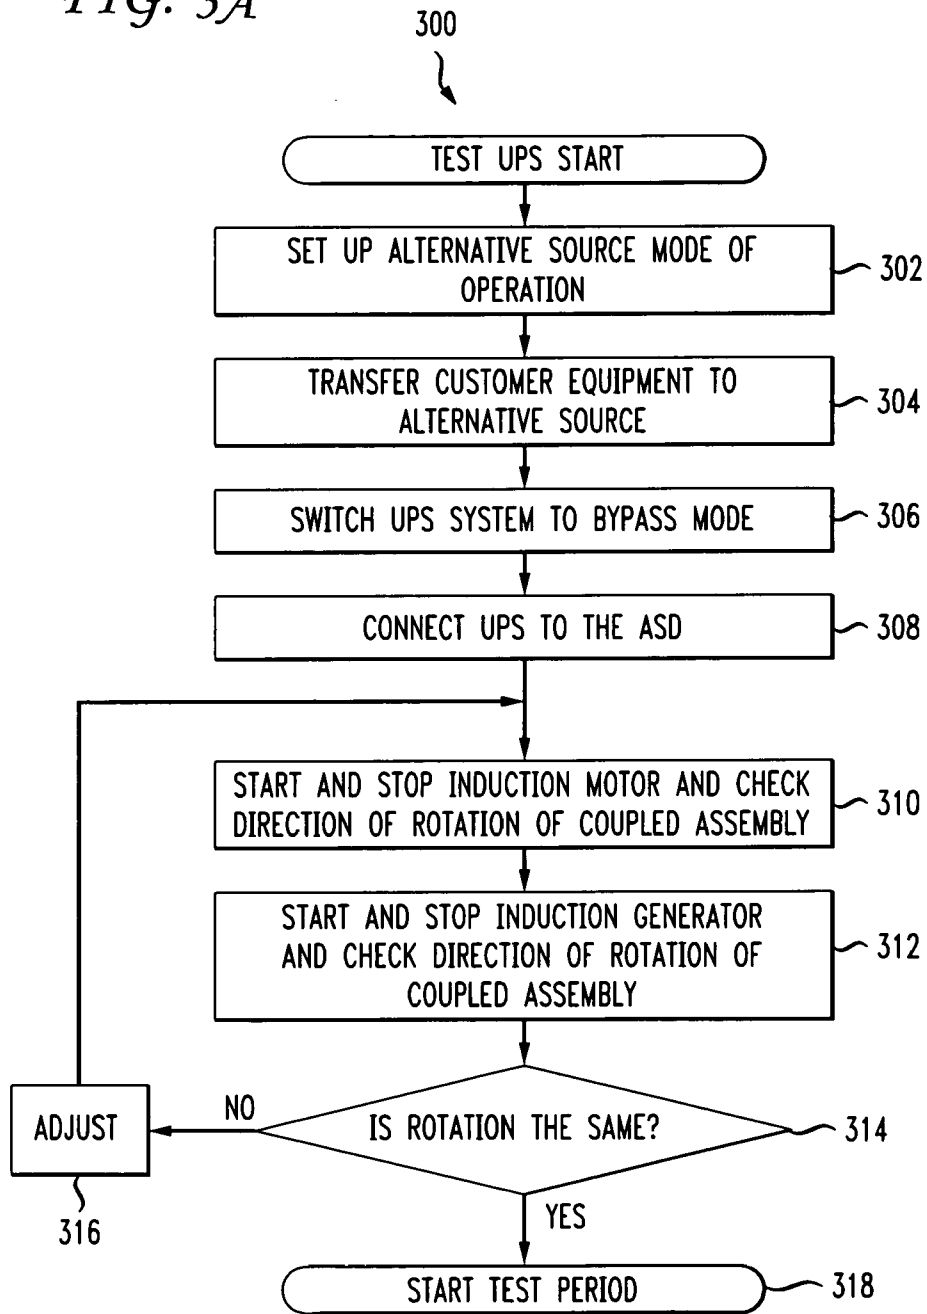 FIG. 3A
300
TEST UPS START
SET UP ALTERNATIVE SOURCE MODE OF
OPERATION
302
TRANSFER CUSTOMER EQUIPMENT TO
ALTERNATIVE SOURCE
304
SWITCH UPS SYSTEM TO BYPASS MODE
306
CONNECT UPS TO THE ASD
308
START AND STOP INDUCTION MOTOR AND CHECK
DIRECTION OF ROTATION OF COUPLED ASSEMBLY
310
START AND STOP INDUCTION GENERATOR
AND CHECK DIRECTION OF ROTATION OF
COUPLED ASSEMBLY
312
IS ROTATION THE SAME?
314
NO
ADJUST
316
YES
START TEST PERIOD
318